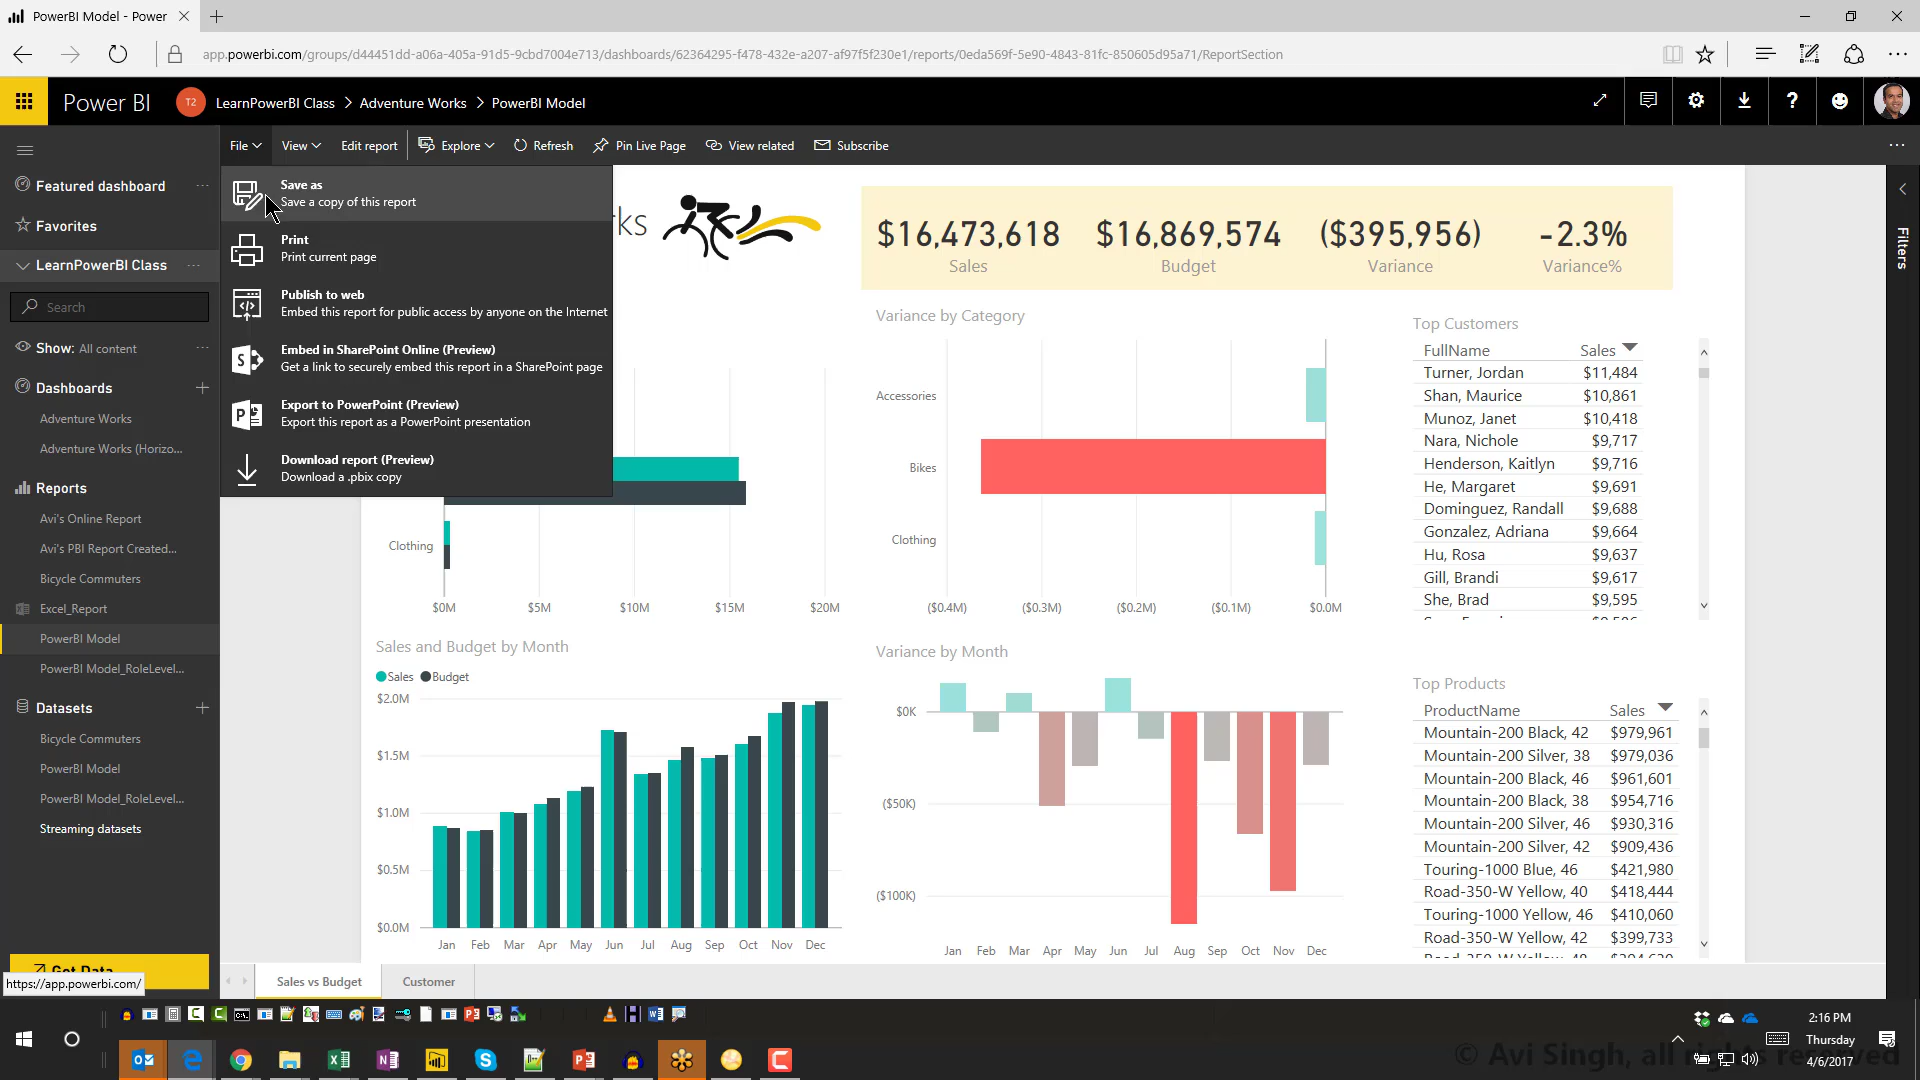 PowerBI Model - Power
app.powerbi.com/groups/d44451dd-a06a-405a-91d5-9cbd7004e713/dashboards/62364295-f478-432e-a207-af97f5f230e1/reports/0eda569f-5e90-4843-81fc-850605d95a71/ReportSection
Power BI
T2
LearnPowerBI Class > Adventure Works > PowerBI Model
File
View
Edit report
Explore
Refresh
Pin Live Page
View related
Subscribe
Featured dashboard
Favorites
LearnPowerBI Class
Search
Show: All content
Dashboards
Adventure Works
Adventure Works (Horizo...
Reports
Avi's Online Report
Avi's PBI Report Created...
Bicycle Commuters
Excel_Report
PowerBI Model
PowerBI Model_RoleLevel...
Datasets
Bicycle Commuters
PowerBI Model
PowerBI Model_RoleLevel...
Streaming datasets
Get Data
https://app.powerbi.com/
Save as
Save a copy of this report
Print
Print current page
Publish to web
Embed this report for public access by anyone on the Internet
Embed in SharePoint Online (Preview)
Get a link to securely embed this report in a SharePoint page
Export to PowerPoint (Preview)
Export this report as a PowerPoint presentation
Download report (Preview)
Download a .pbix copy
ks
$16,473,618 $16,869,574 ($395,956) -2.3%
Sales Budget Variance Variance%
Clothing
$0M $5M $10M $15M $20M
Variance by Category
Accessories
Bikes
Clothing
($0.4M) ($0.3M) ($0.2M) ($0.1M) $0.0M
Top Customers
FullName Sales
Turner, Jordan $11,484
Shan, Maurice $10,861
Munoz, Janet $10,418
Nara, Nichole $9,717
Henderson, Kaitlyn $9,716
He, Margaret $9,691
Dominguez, Randall $9,688
Gonzalez, Adriana $9,664
Hu, Rosa $9,637
Gill, Brandi $9,617
She, Brad $9,595
Filters
Sales and Budget by Month
Sales Budget
$2.0M
$1.5M
$1.0M
$0.5M
$0.0M
Jan Feb Mar Apr May Jun Jul Aug Sep Oct Nov Dec
Variance by Month
$0K
($50K)
($100K)
Jan Feb Mar Apr May Jun Jul Aug Sep Oct Nov Dec
Top Products
ProductName Sales
Mountain-200 Black, 42 $979,961
Mountain-200 Silver, 38 $979,036
Mountain-200 Black, 46 $961,601
Mountain-200 Black, 38 $954,716
Mountain-200 Silver, 46 $930,316
Mountain-200 Silver, 42 $909,436
Touring-1000 Blue, 46 $421,980
Road-350-W Yellow, 40 $418,444
Touring-1000 Yellow, 46 $410,060
Road-350-W Yellow, 42 $399,733
Sales vs Budget
Customer
2:16 PM
Thursday
4/6/2017
© Avi Singh, all rights reserved